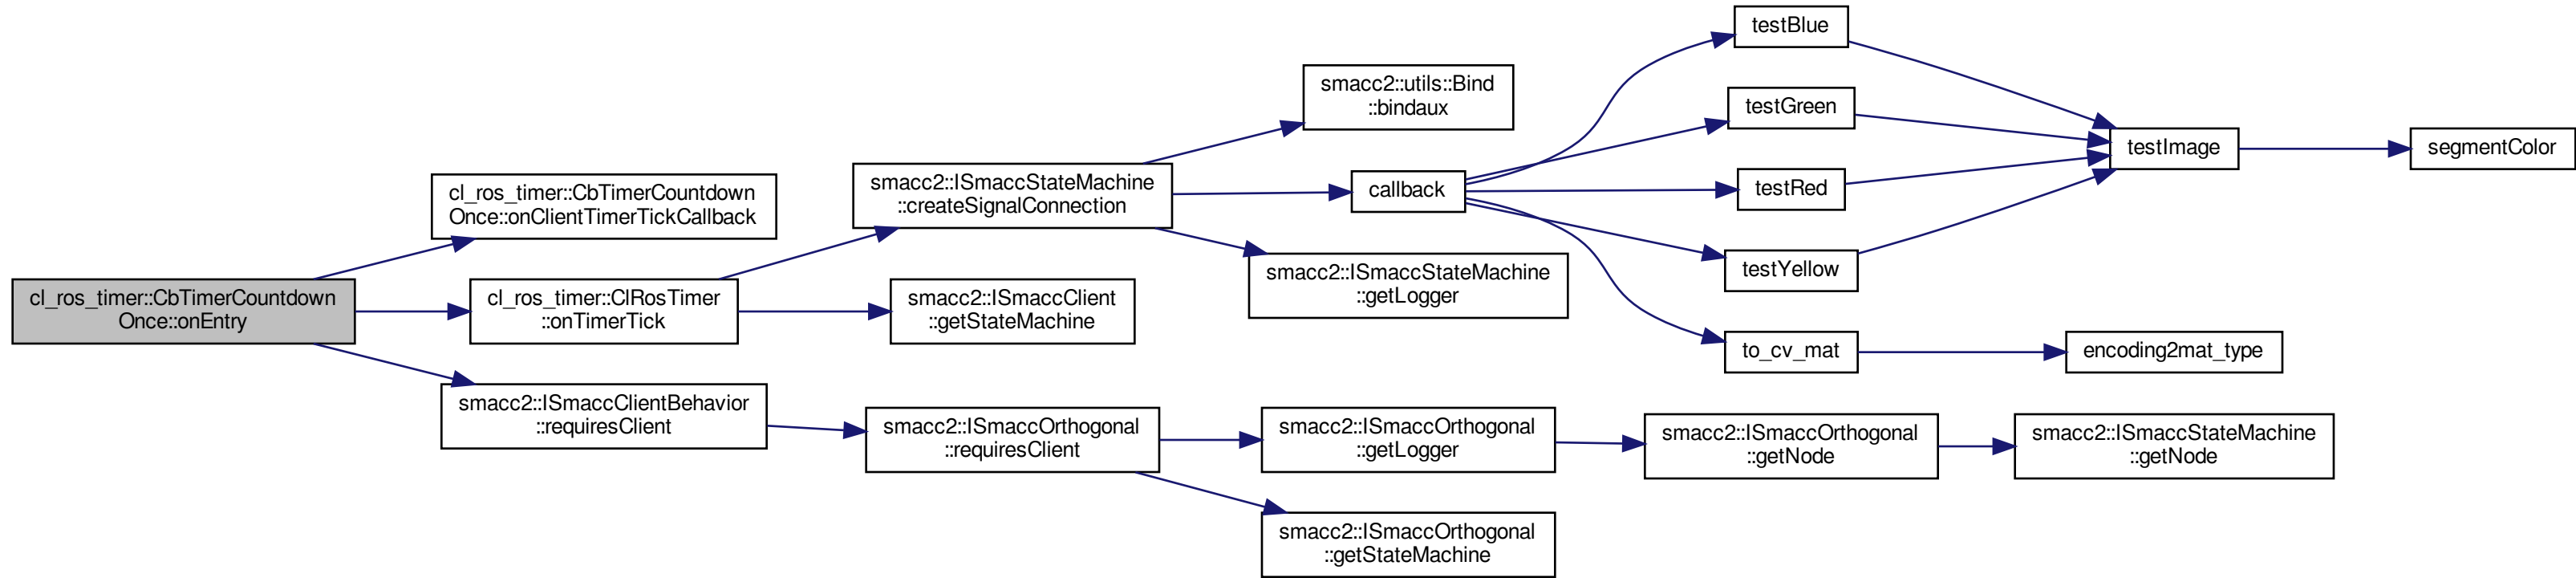 cl_ros_timer::CbTimerCountdown
Once::onEntry
cl_ros_timer::CbTimerCountdown
Once::onClientTimerTickCallback
cl_ros_timer::ClRosTimer
::onTimerTick
smacc2::ISmaccClientBehavior
::requiresClient
smacc2::ISmaccStateMachine
::createSignalConnection
smacc2::ISmaccClient
::getStateMachine
smacc2::ISmaccOrthogonal
::requiresClient
smacc2::utils::Bind
::bindaux
callback
smacc2::ISmaccStateMachine
::getLogger
smacc2::ISmaccOrthogonal
::getLogger
smacc2::ISmaccOrthogonal
::getStateMachine
testBlue
testGreen
testRed
testYellow
to_cv_mat
smacc2::ISmaccOrthogonal
::getNode
testImage
encoding2mat_type
smacc2::ISmaccStateMachine
::getNode
segmentColor